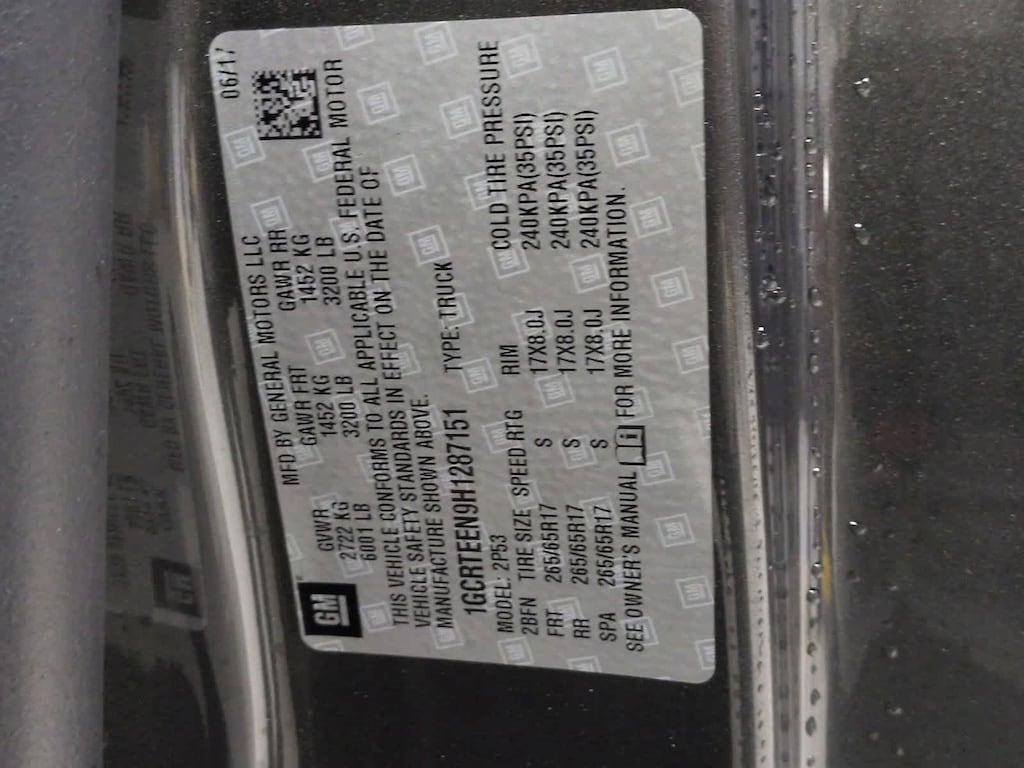 MFD BY GENERAL MOTORS LLC 06/17
GVWR GAWR FRT GAWR RR
2722 KG 1452 KG 1452 KG
6001 LB 3200 LB 3200 LB
GM
THIS VEHICLE CONFORMS TO ALL APPLICABLE U.S. FEDERAL MOTOR
VEHICLE SAFETY STANDARDS IN EFFECT ON THE DATE OF
MANUFACTURE SHOWN ABOVE.
1GCRTEEN9H1287151 TYPE: TRUCK
MODEL: 2P53
2BFN TIRE SIZE SPEED RTG RIM COLD TIRE PRESSURE
FRT 265/65R17 S 17X8.0J 240KPA(35PSI)
RR 265/65R17 S 17X8.0J 240KPA(35PSI)
SPA 265/65R17 S 17X8.0J 240KPA(35PSI)
SEE OWNER'S MANUAL i FOR MORE INFORMATION.